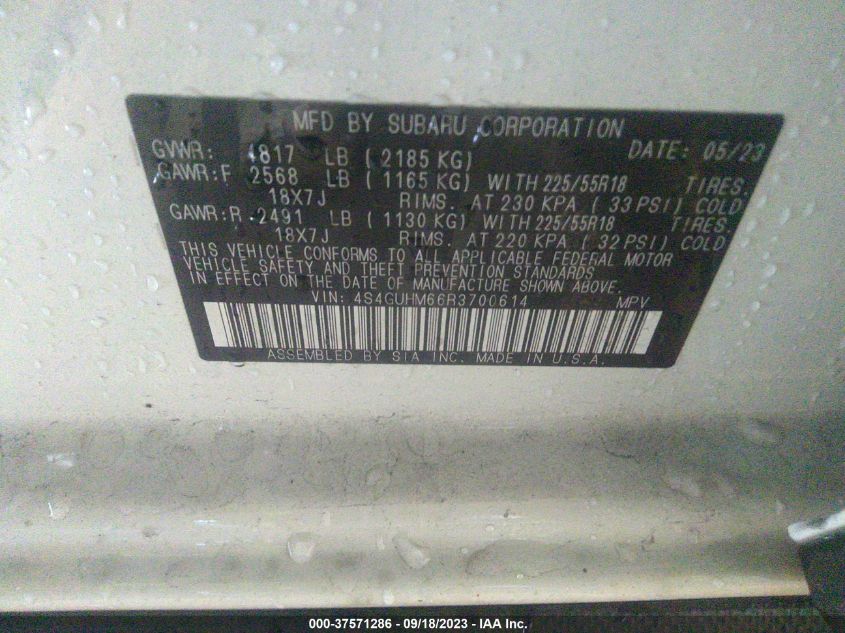 MFD BY SUBARU CORPORATION
GVWR: 4817 LB (2185 KG) DATE: 05/23
GAWR:F 2568 LB (1165 KG) WITH 225/55R18 TIRES.
18X7J RIMS. AT 230 KPA (33 PSI) COLD
GAWR:R 2491 LB (1130 KG) WITH 225/55R18 TIRES.
18X7J RIMS. AT 220 KPA (32 PSI) COLD
THIS VEHICLE CONFORMS TO ALL APPLICABLE FEDERAL MOTOR
VEHICLE SAFETY AND THEFT PREVENTION STANDARDS
IN EFFECT ON THE DATE OF MANUFACTURE SHOWN ABOVE.
VIN: 4S4GUHM66R3700614 MPV
ASSEMBLED BY SIA INC. MADE IN U.S.A.
000-37571286 - 09/18/2023 - IAA Inc.